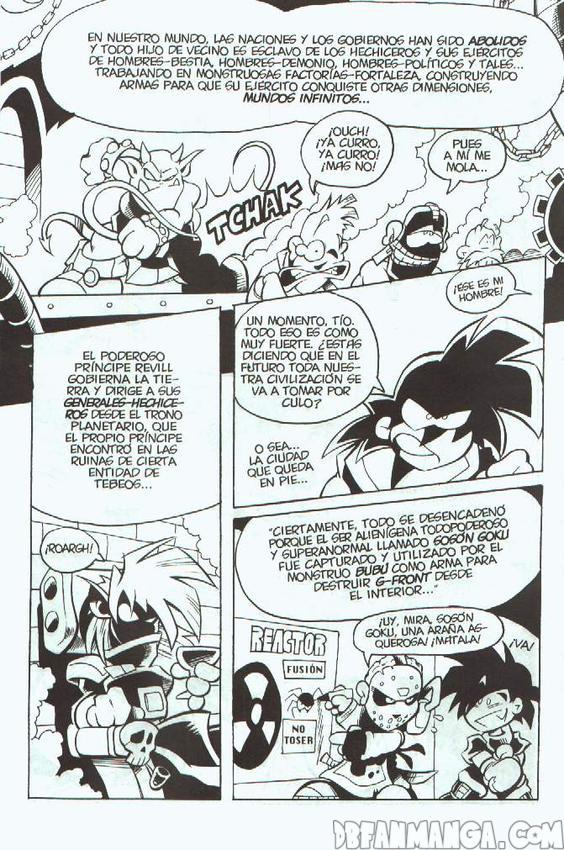 EN NUESTRO MUNDO, LAS NACIONES Y LOS GOBIERNOS HAN SIDO ABOLIDOS
Y TODO HIJO DE VECINO ES ESCLAVO DE LOS HECHICEROS Y SUS EJÉRCITOS
DE HOMBRES-BESTIA, HOMBRES-DEMONIO, HOMBRES-POLÍTICOS Y TALES...
TRABAJANDO EN MONSTRUOSAS FACTORÍAS-FORTALEZA, CONSTRUYENDO
ARMAS PARA QUE SU EJÉRCITO CONQUISTE OTRAS DIMENSIONES,
MUNDOS INFINITOS...
¡OUCH!
¡YA CURRO,
YA CURRO!
¡MAS NO!
PUES
A MÍ ME
MOLA...
TCHAK
¡ESE ES MI
HOMBRE!
UN MOMENTO, TÍO.
TODO ESO ES COMO
MUY FUERTE. ¿ESTAS
DICIENDO QUE EN EL
FUTURO TODA NUES-
TRA CIVILIZACIÓN SE
VA A TOMAR POR
CULO?
O SEA...
LA CIUDAD
QUE QUEDA
EN PIE...
EL PODEROSO
PRÍNCIPE REVILL
GOBIERNA LA TIE-
RRA Y DIRIGE A SUS
GENERALES-HECHICE-
ROS DESDE EL TRONO
PLANETARIO, QUE
EL PROPIO PRÍNCIPE
ENCONTRÓ EN LAS
RUINAS DE CIERTA
ENTIDAD DE
TEBEOS...
¡ROARGH!
"CIERTAMENTE, TODO SE DESENCADENÓ
PORQUE EL SER ALIENÍGENA TODOPODEROSO
Y SUPERANORMAL LLAMADO SOSÓN GOKU
FUE CAPTURADO Y UTILIZADO POR EL
MONSTRUO BUBÚ COMO ARMA PARA
DESTRUIR G-FRONT DESDE
EL INTERIOR..."
REACTOR
FUSIÓN
NO
TOSER
¡UY, MIRA, SOSÓN
GOKU, UNA ARAÑA AS-
QUEROSA! ¡MATALA!
¡VA!
DBFANMANGA.COM